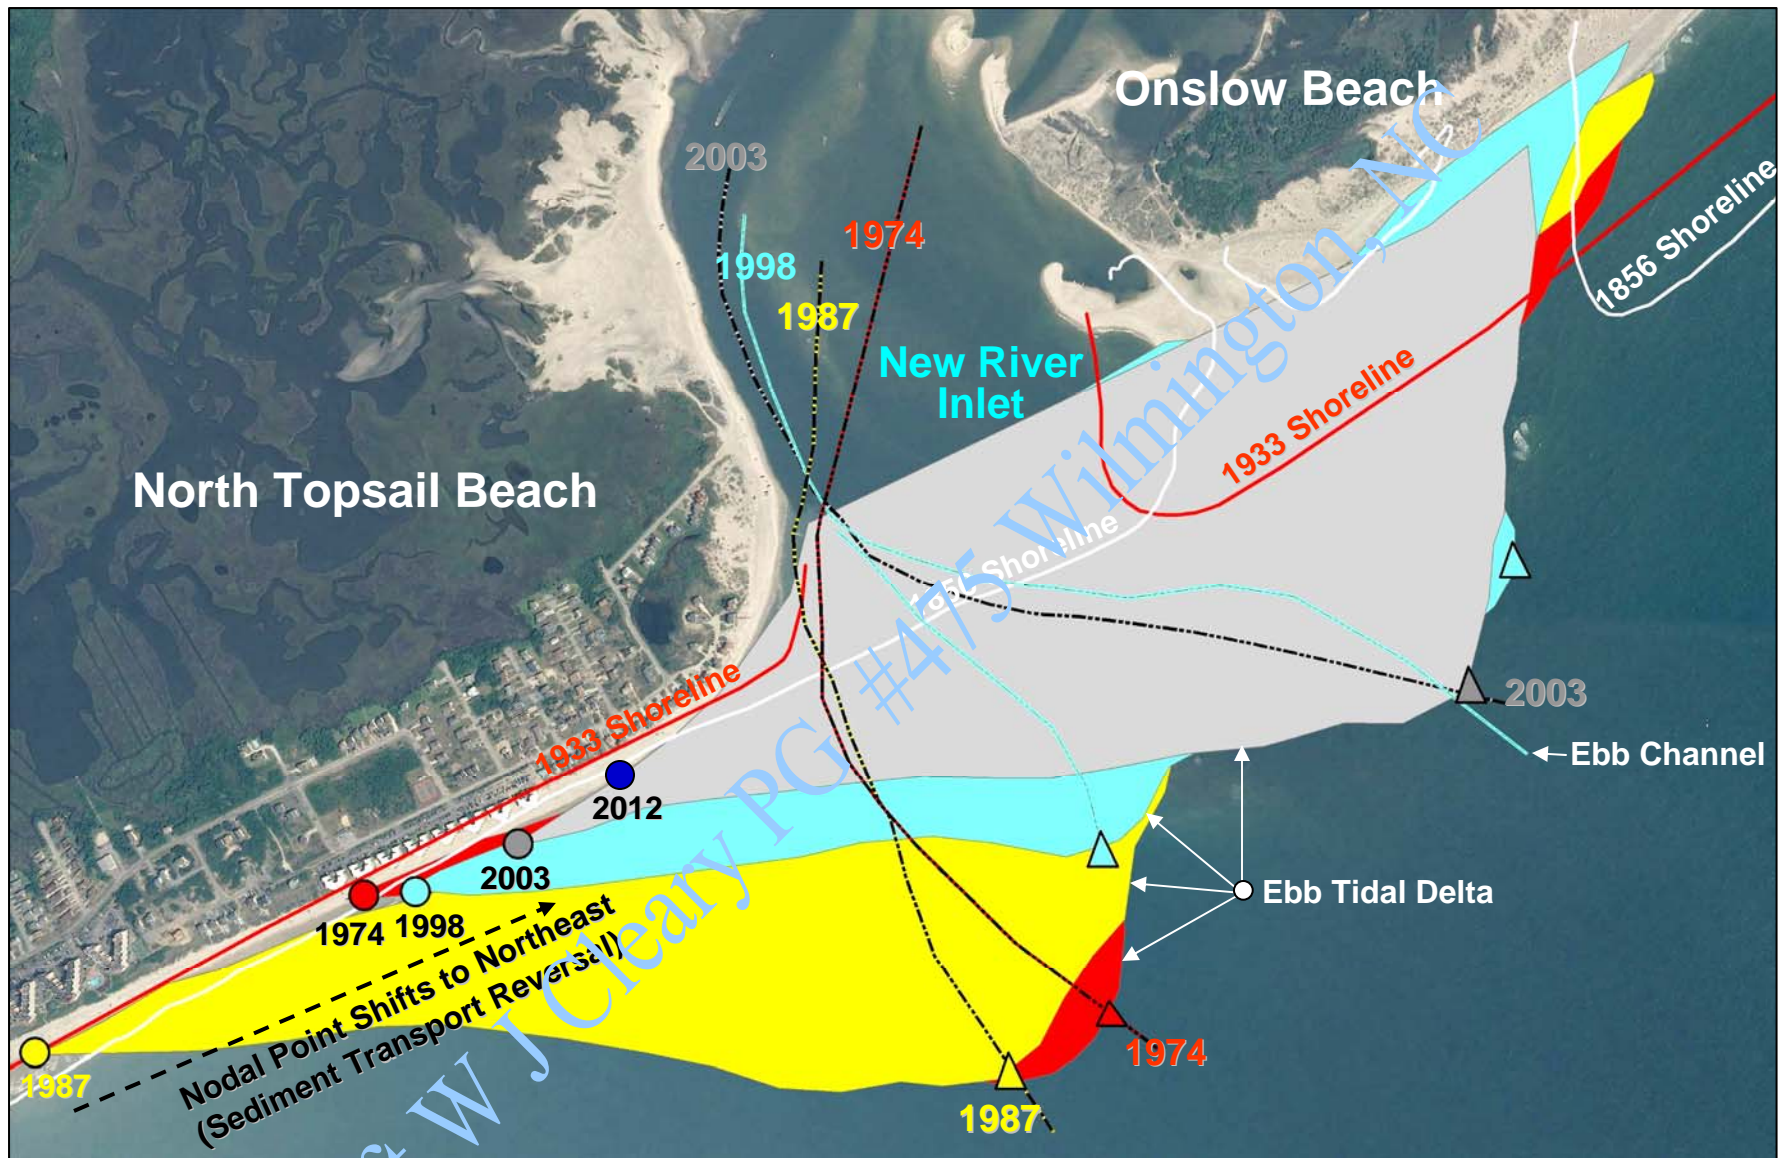 Onslow Beach
2003
1974
1998
1987
1856 Shoreline
New River
Inlet
1933 Shoreline
North Topsail Beach
1856 Shoreline
1933 Shoreline
2003
Ebb Channel
2012
2003
Ebb Tidal Delta
1974
1998
Nodal Point Shifts to Northeast
(Sediment Transport Reversal)
1974
1987
1987
& W J Cleary PG #475 Wilmington, NC